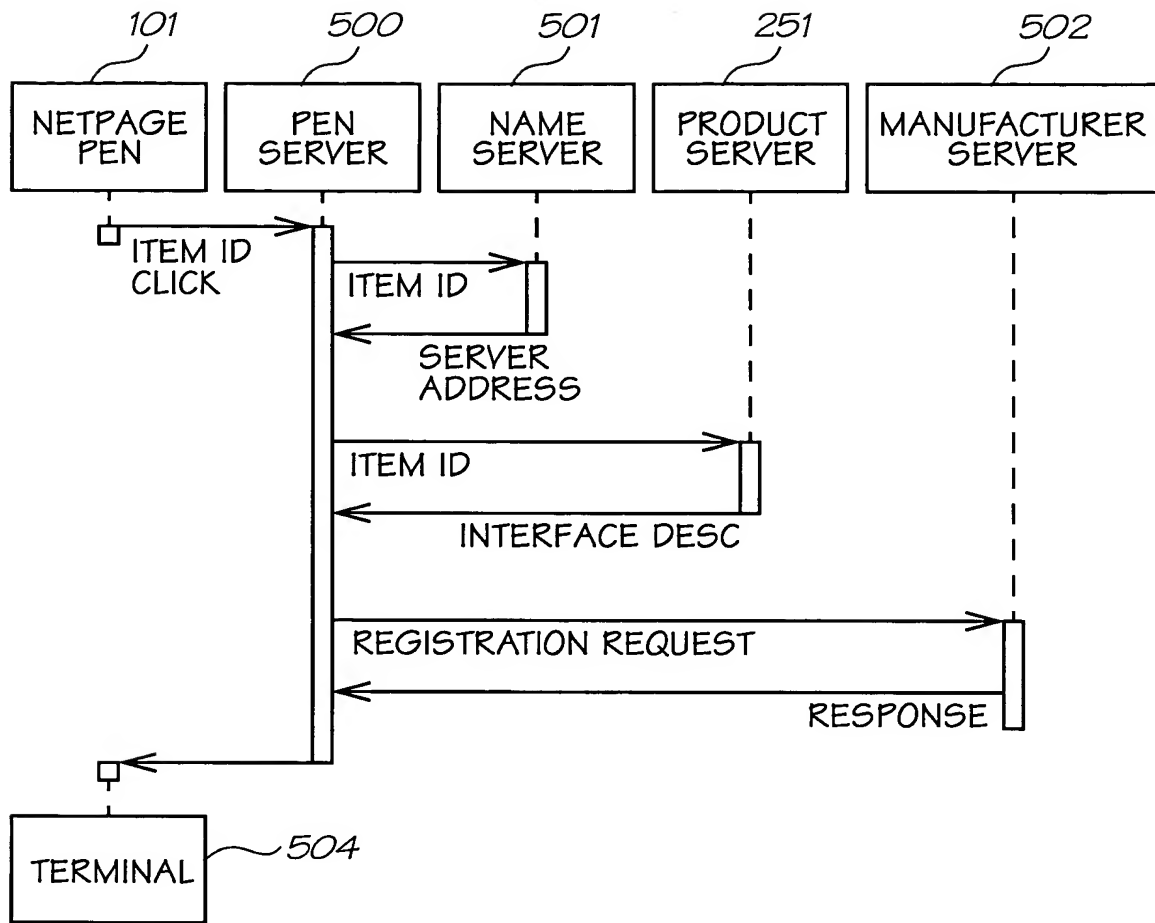 101
500
501
251
502
NETPAGE
PEN
PEN
SERVER
NAME
SERVER
PRODUCT
SERVER
MANUFACTURER
SERVER
ITEM ID
CLICK
ITEM ID
SERVER
ADDRESS
ITEM ID
INTERFACE DESC
REGISTRATION REQUEST
RESPONSE
TERMINAL
504